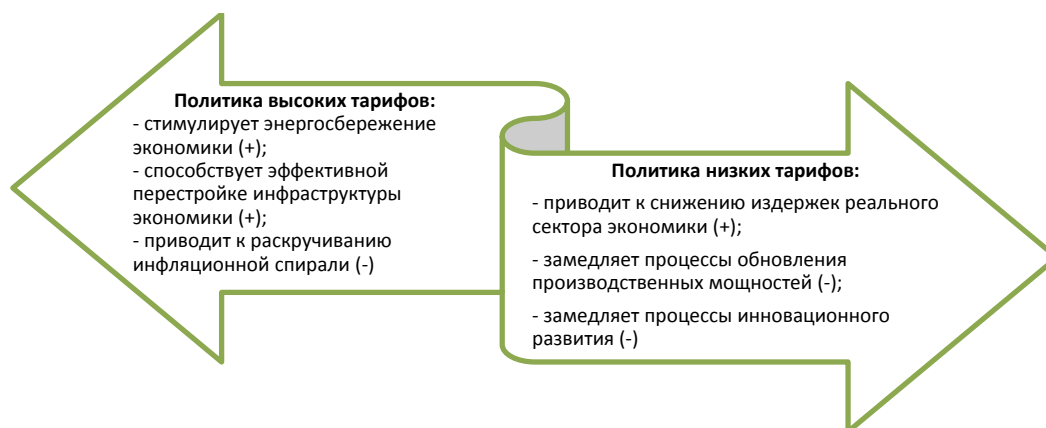 Политика высоких тарифов:
- стимулирует энергосбережение
экономики (+);
- способствует эффективной
перестройке инфраструктуры
экономики (+);
- приводит к раскручиванию
инфляционной спирали (-)
Политика низких тарифов:
- приводит к снижению издержек реального
сектора экономики (+);
- замедляет процессы обновления
производственных мощностей (-);
- замедляет процессы инновационного
развития (-)